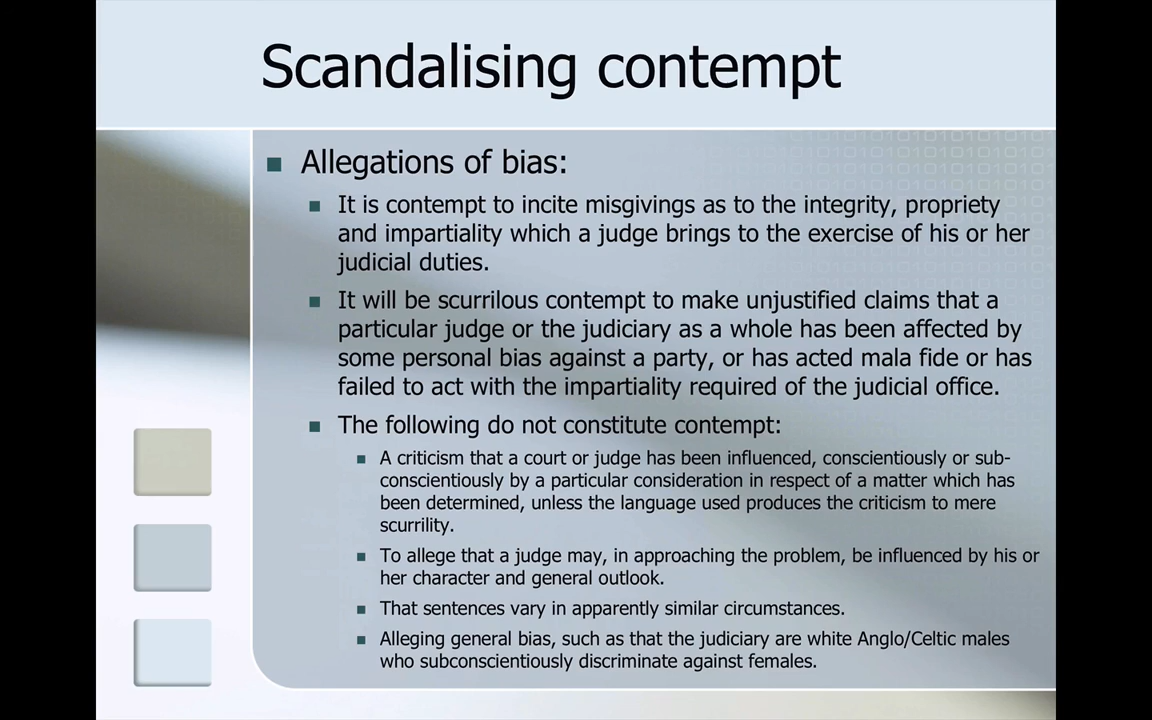 Scandalising contempt
Allegations of bias:
It is contempt to incite misgivings as to the integrity, propriety
and impartiality which a judge brings to the exercise of his or her
judicial duties.
It will be scurrilous contempt to make unjustified claims that a
particular judge or the judiciary as a whole has been affected by
some personal bias against a party, or has acted mala fide or has
failed to act with the impartiality required of the judicial office.
The following do not constitute contempt:
A criticism that a court or judge has been influenced, conscientiously or sub-
conscientiously by a particular consideration in respect of a matter which has
been determined, unless the language used produces the criticism to mere
scurrility.
To allege that a judge may, in approaching the problem, be influenced by his or
her character and general outlook.
That sentences vary in apparently similar circumstances.
Alleging general bias, such as that the judiciary are white Anglo/Celtic males
who subconscientiously discriminate against females.